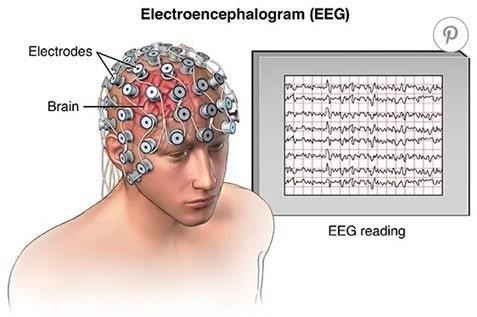 Electroencephalogram (EEG)
Electrodes
Brain
EEG reading